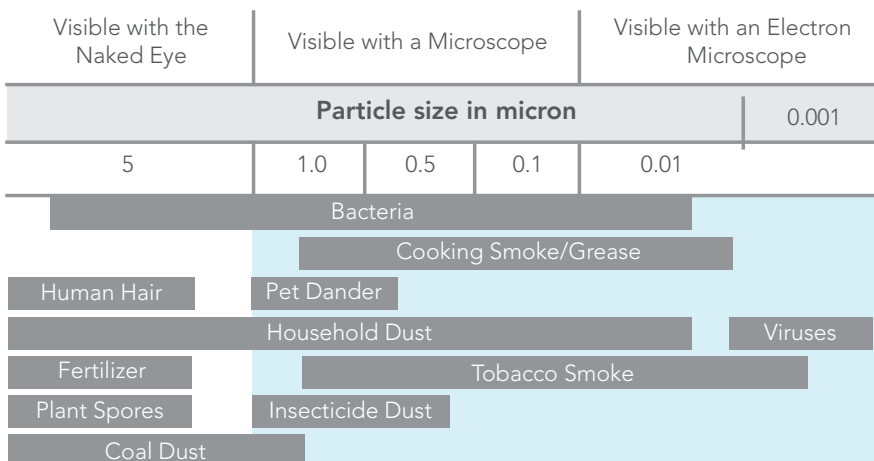 Visible with the
Naked Eye
Visible with a Microscope
Visible with an Electron
Microscope
Particle size in micron
0.001
5
1.0
0.5
0.1
0.01
Bacteria
Cooking Smoke/Grease
Human Hair
Pet Dander
Household Dust
Viruses
Fertilizer
Tobacco Smoke
Plant Spores
Insecticide Dust
Coal Dust